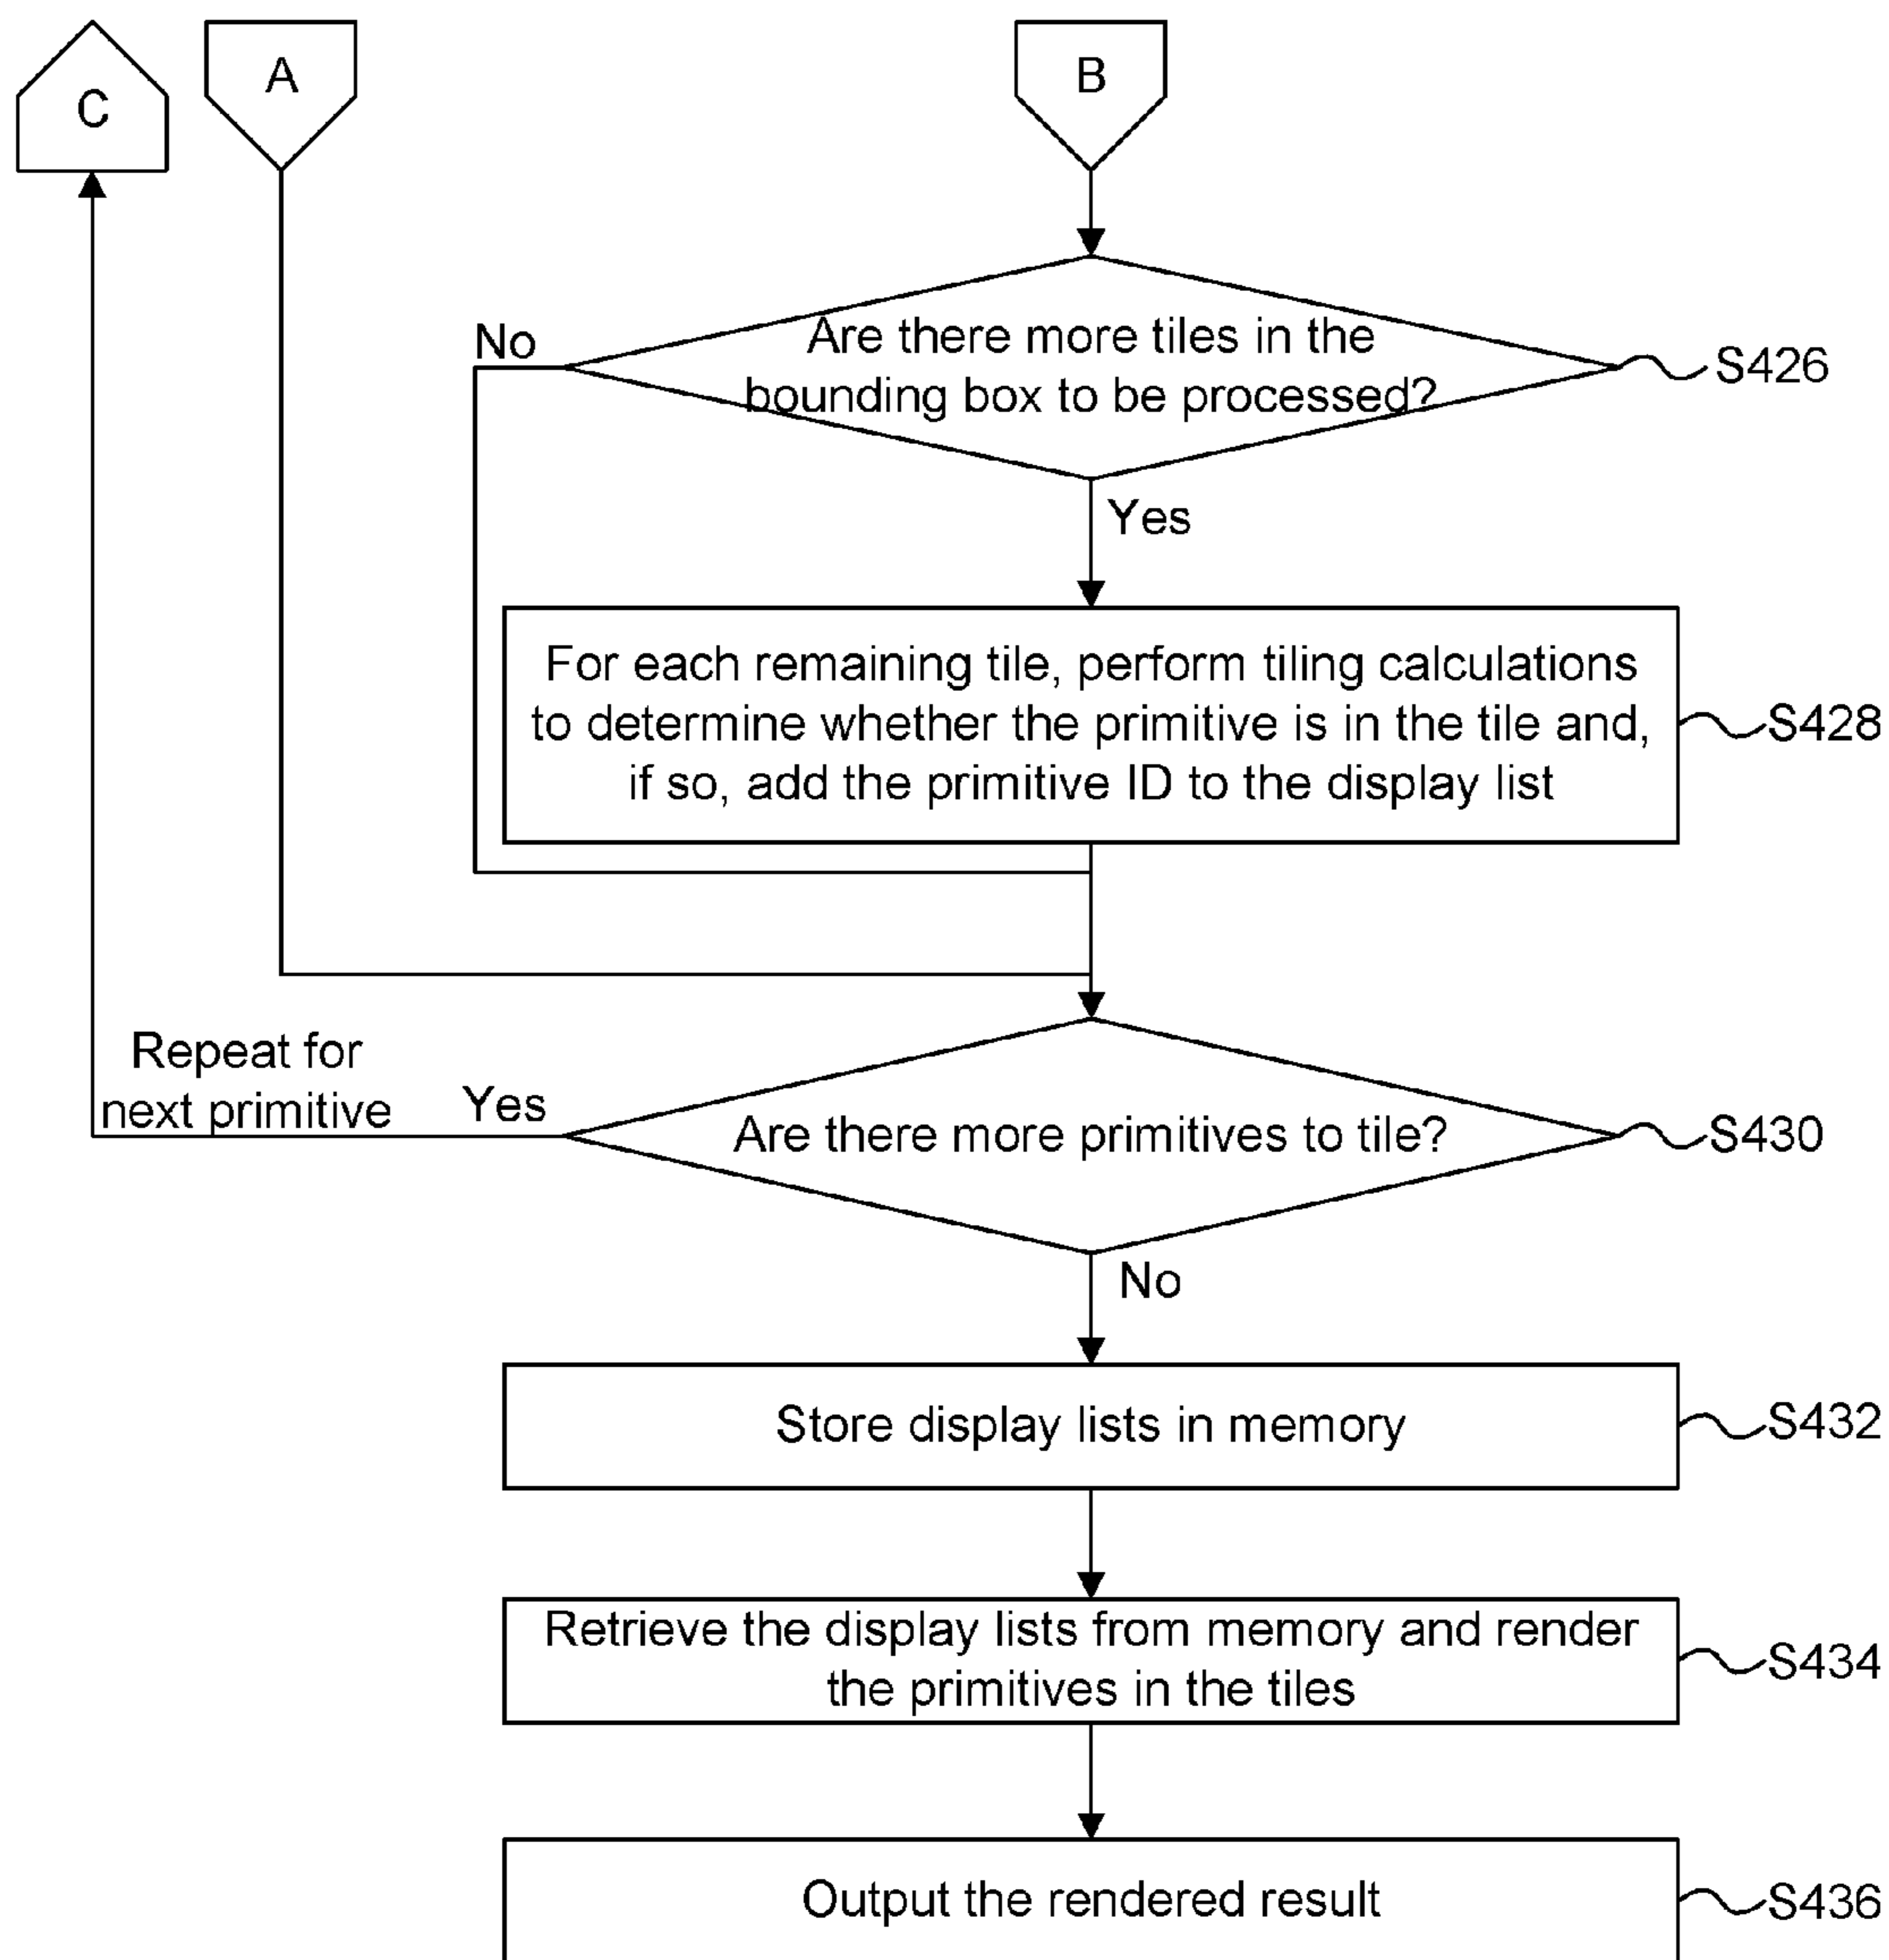 C
A
B
No
Are there more tiles in the
bounding box to be processed?
S426
Yes
For each remaining tile, perform tiling calculations
to determine whether the primitive is in the tile and,
if so, add the primitive ID to the display list
S428
Repeat for
next primitive
Yes
Are there more primitives to tile?
S430
No
Store display lists in memory
S432
Retrieve the display lists from memory and render
the primitives in the tiles
S434
Output the rendered result
S436